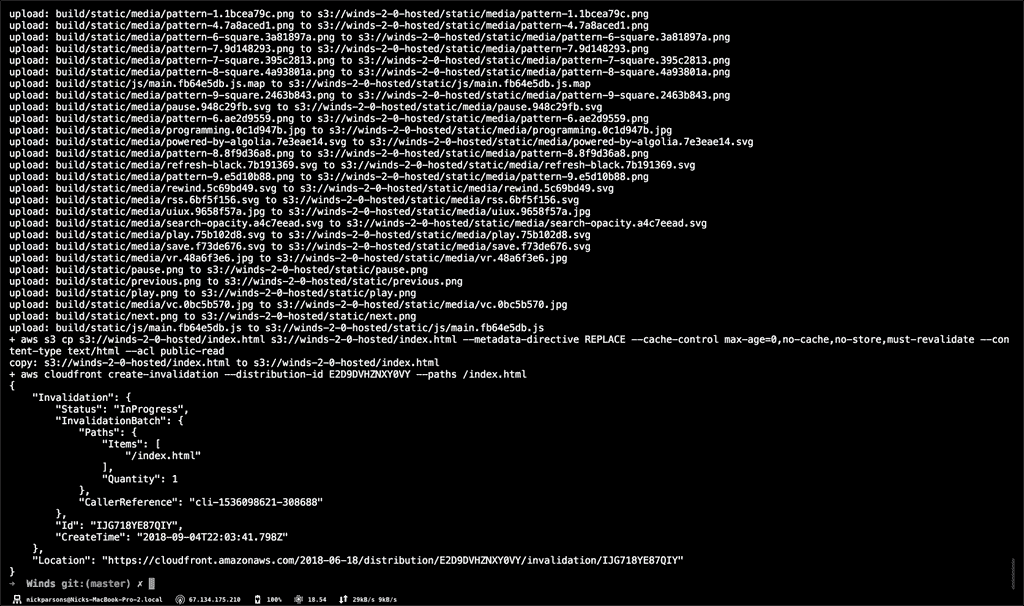 upload: build/static/media/pattern-1.1bcea79c.png to s3://winds-2-0-hosted/static/media/pattern-1.1bcea79c.png
upload: build/static/media/pattern-4.7a8aced1.png to s3://winds-2-0-hosted/static/media/pattern-4.7a8aced1.png
upload: build/static/media/pattern-6-square.3a81897a.png to s3://winds-2-0-hosted/static/media/pattern-6-square.3a81897a.png
upload: build/static/media/pattern-7.9d148293.png to s3://winds-2-0-hosted/static/media/pattern-7.9d148293.png
upload: build/static/media/pattern-7-square.395c2813.png to s3://winds-2-0-hosted/static/media/pattern-7-square.395c2813.png
upload: build/static/media/pattern-8-square.4a93801a.png to s3://winds-2-0-hosted/static/media/pattern-8-square.4a93801a.png
upload: build/static/js/main.fb64e5db.js.map to s3://winds-2-0-hosted/static/js/main.fb64e5db.js.map
upload: build/static/media/pattern-9-square.2463b843.png to s3://winds-2-0-hosted/static/media/pattern-9-square.2463b843.png
upload: build/static/media/pause.948c29fb.svg to s3://winds-2-0-hosted/static/media/pause.948c29fb.svg
upload: build/static/media/pattern-6.ae2d9559.png to s3://winds-2-0-hosted/static/media/pattern-6.ae2d9559.png
upload: build/static/media/programming.0c1d947b.jpg to s3://winds-2-0-hosted/static/media/programming.0c1d947b.jpg
upload: build/static/media/powered-by-algolia.7e3eae14.svg to s3://winds-2-0-hosted/static/media/powered-by-algolia.7e3eae14.svg
upload: build/static/media/pattern-8.8f9d36a8.png to s3://winds-2-0-hosted/static/media/pattern-8.8f9d36a8.png
upload: build/static/media/refresh-black.7b191369.svg to s3://winds-2-0-hosted/static/media/refresh-black.7b191369.svg
upload: build/static/media/pattern-9.e5d10b88.png to s3://winds-2-0-hosted/static/media/pattern-9.e5d10b88.png
upload: build/static/media/rewind.5c69bd49.svg to s3://winds-2-0-hosted/static/media/rewind.5c69bd49.svg
upload: build/static/media/rss.6bf5f156.svg to s3://winds-2-0-hosted/static/media/rss.6bf5f156.svg
upload: build/static/media/uiux.9658f57a.jpg to s3://winds-2-0-hosted/static/media/uiux.9658f57a.jpg
upload: build/static/media/search-opacity.a4c7eead.svg to s3://winds-2-0-hosted/static/media/search-opacity.a4c7eead.svg
upload: build/static/media/play.75b102d8.svg to s3://winds-2-0-hosted/static/media/play.75b102d8.svg
upload: build/static/media/save.f73de676.svg to s3://winds-2-0-hosted/static/media/save.f73de676.svg
upload: build/static/media/vr.48a6f3e6.jpg to s3://winds-2-0-hosted/static/media/vr.48a6f3e6.jpg
upload: build/static/pause.png to s3://winds-2-0-hosted/static/pause.png
upload: build/static/previous.png to s3://winds-2-0-hosted/static/previous.png
upload: build/static/play.png to s3://winds-2-0-hosted/static/play.png
upload: build/static/media/vc.0bc5b570.jpg to s3://winds-2-0-hosted/static/media/vc.0bc5b570.jpg
upload: build/static/next.png to s3://winds-2-0-hosted/static/next.png
upload: build/static/js/main.fb64e5db.js to s3://winds-2-0-hosted/static/js/main.fb64e5db.js
+ aws s3 cp s3://winds-2-0-hosted/index.html s3://winds-2-0-hosted/index.html --metadata-directive REPLACE --cache-control max-age=0,no-cache,no-store,must-revalidate --con
tent-type text/html --acl public-read
copy: s3://winds-2-0-hosted/index.html to s3://winds-2-0-hosted/index.html
+ aws cloudfront create-invalidation --distribution-id E2D9DVHZNXY0VY --paths /index.html
{
    "Invalidation": {
        "Status": "InProgress",
        "InvalidationBatch": {
            "Paths": {
                "Items": [
                    "/index.html"
                ],
                "Quantity": 1
            },
            "CallerReference": "cli-1536098621-308688"
        },
        "Id": "IJG718YE87QIY",
        "CreateTime": "2018-09-04T22:03:41.798Z"
    },
    "Location": "https://cloudfront.amazonaws.com/2018-06-18/distribution/E2D9DVHZNXY0VY/invalidation/IJG718YE87QIY"
}
→ Winds git:(master) ✗
nickparsons@Nicks-MacBook-Pro-2.local 67.134.175.210 100% 18.54 29kB/s 9kB/s